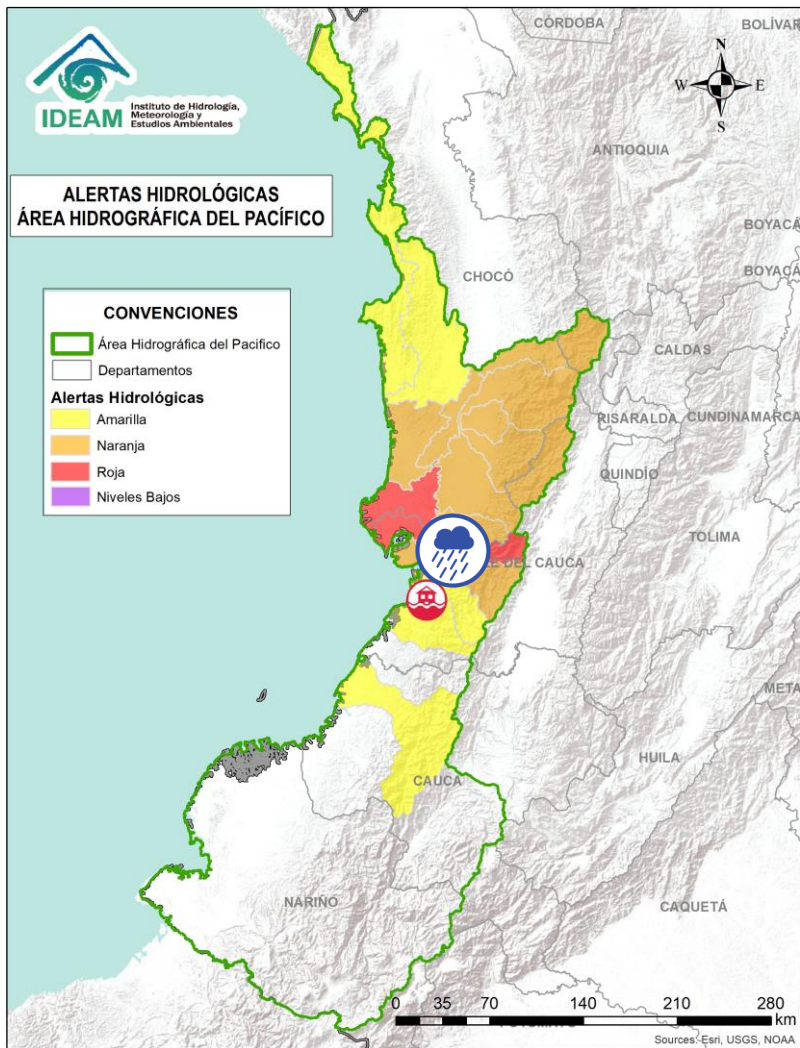 IDEAM
Instituto de Hidrología,
Meteorología y
Estudios Ambientales
ALERTAS HIDROLÓGICAS
ÁREA HIDROGRÁFICA DEL PACÍFICO
CONVENCIONES
Área Hidrográfica del Pacifico
Departamentos
Alertas Hidrológicas
Amarilla
Naranja
Roja
Niveles Bajos
N
W
E
S
CÓRDOBA
BOLÍVAR
ANTIOQUIA
BOYACÁ
BOYACÁ
CHOCÓ
CALDAS
RISARALDA
CUNDINAMARCA
QUINDÍO
TOLIMA
DEL CAUCA
META
HUILA
CAUCA
NARIÑO
CAQUETÁ
0 35 70 140 210 280
km
Sources: Esri, USGS, NOAA